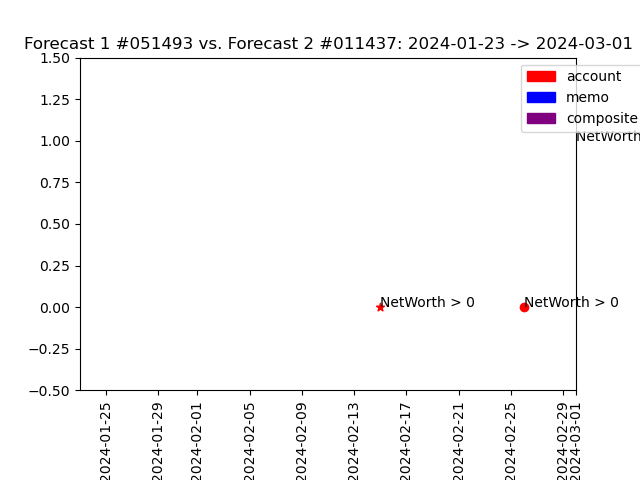 Forecast 1 #051493 vs. Forecast 2 #011437: 2024-01-23 -> 2024-03-01
1.50
1.25
1.00
0.75
0.50
0.25
0.00
−0.25
−0.50
account
memo
composite
NetWorth
NetWorth > 0
NetWorth > 0
2024-01-25
2024-01-29
2024-02-01
2024-02-05
2024-02-09
2024-02-13
2024-02-17
2024-02-21
2024-02-25
2024-02-29
2024-03-01